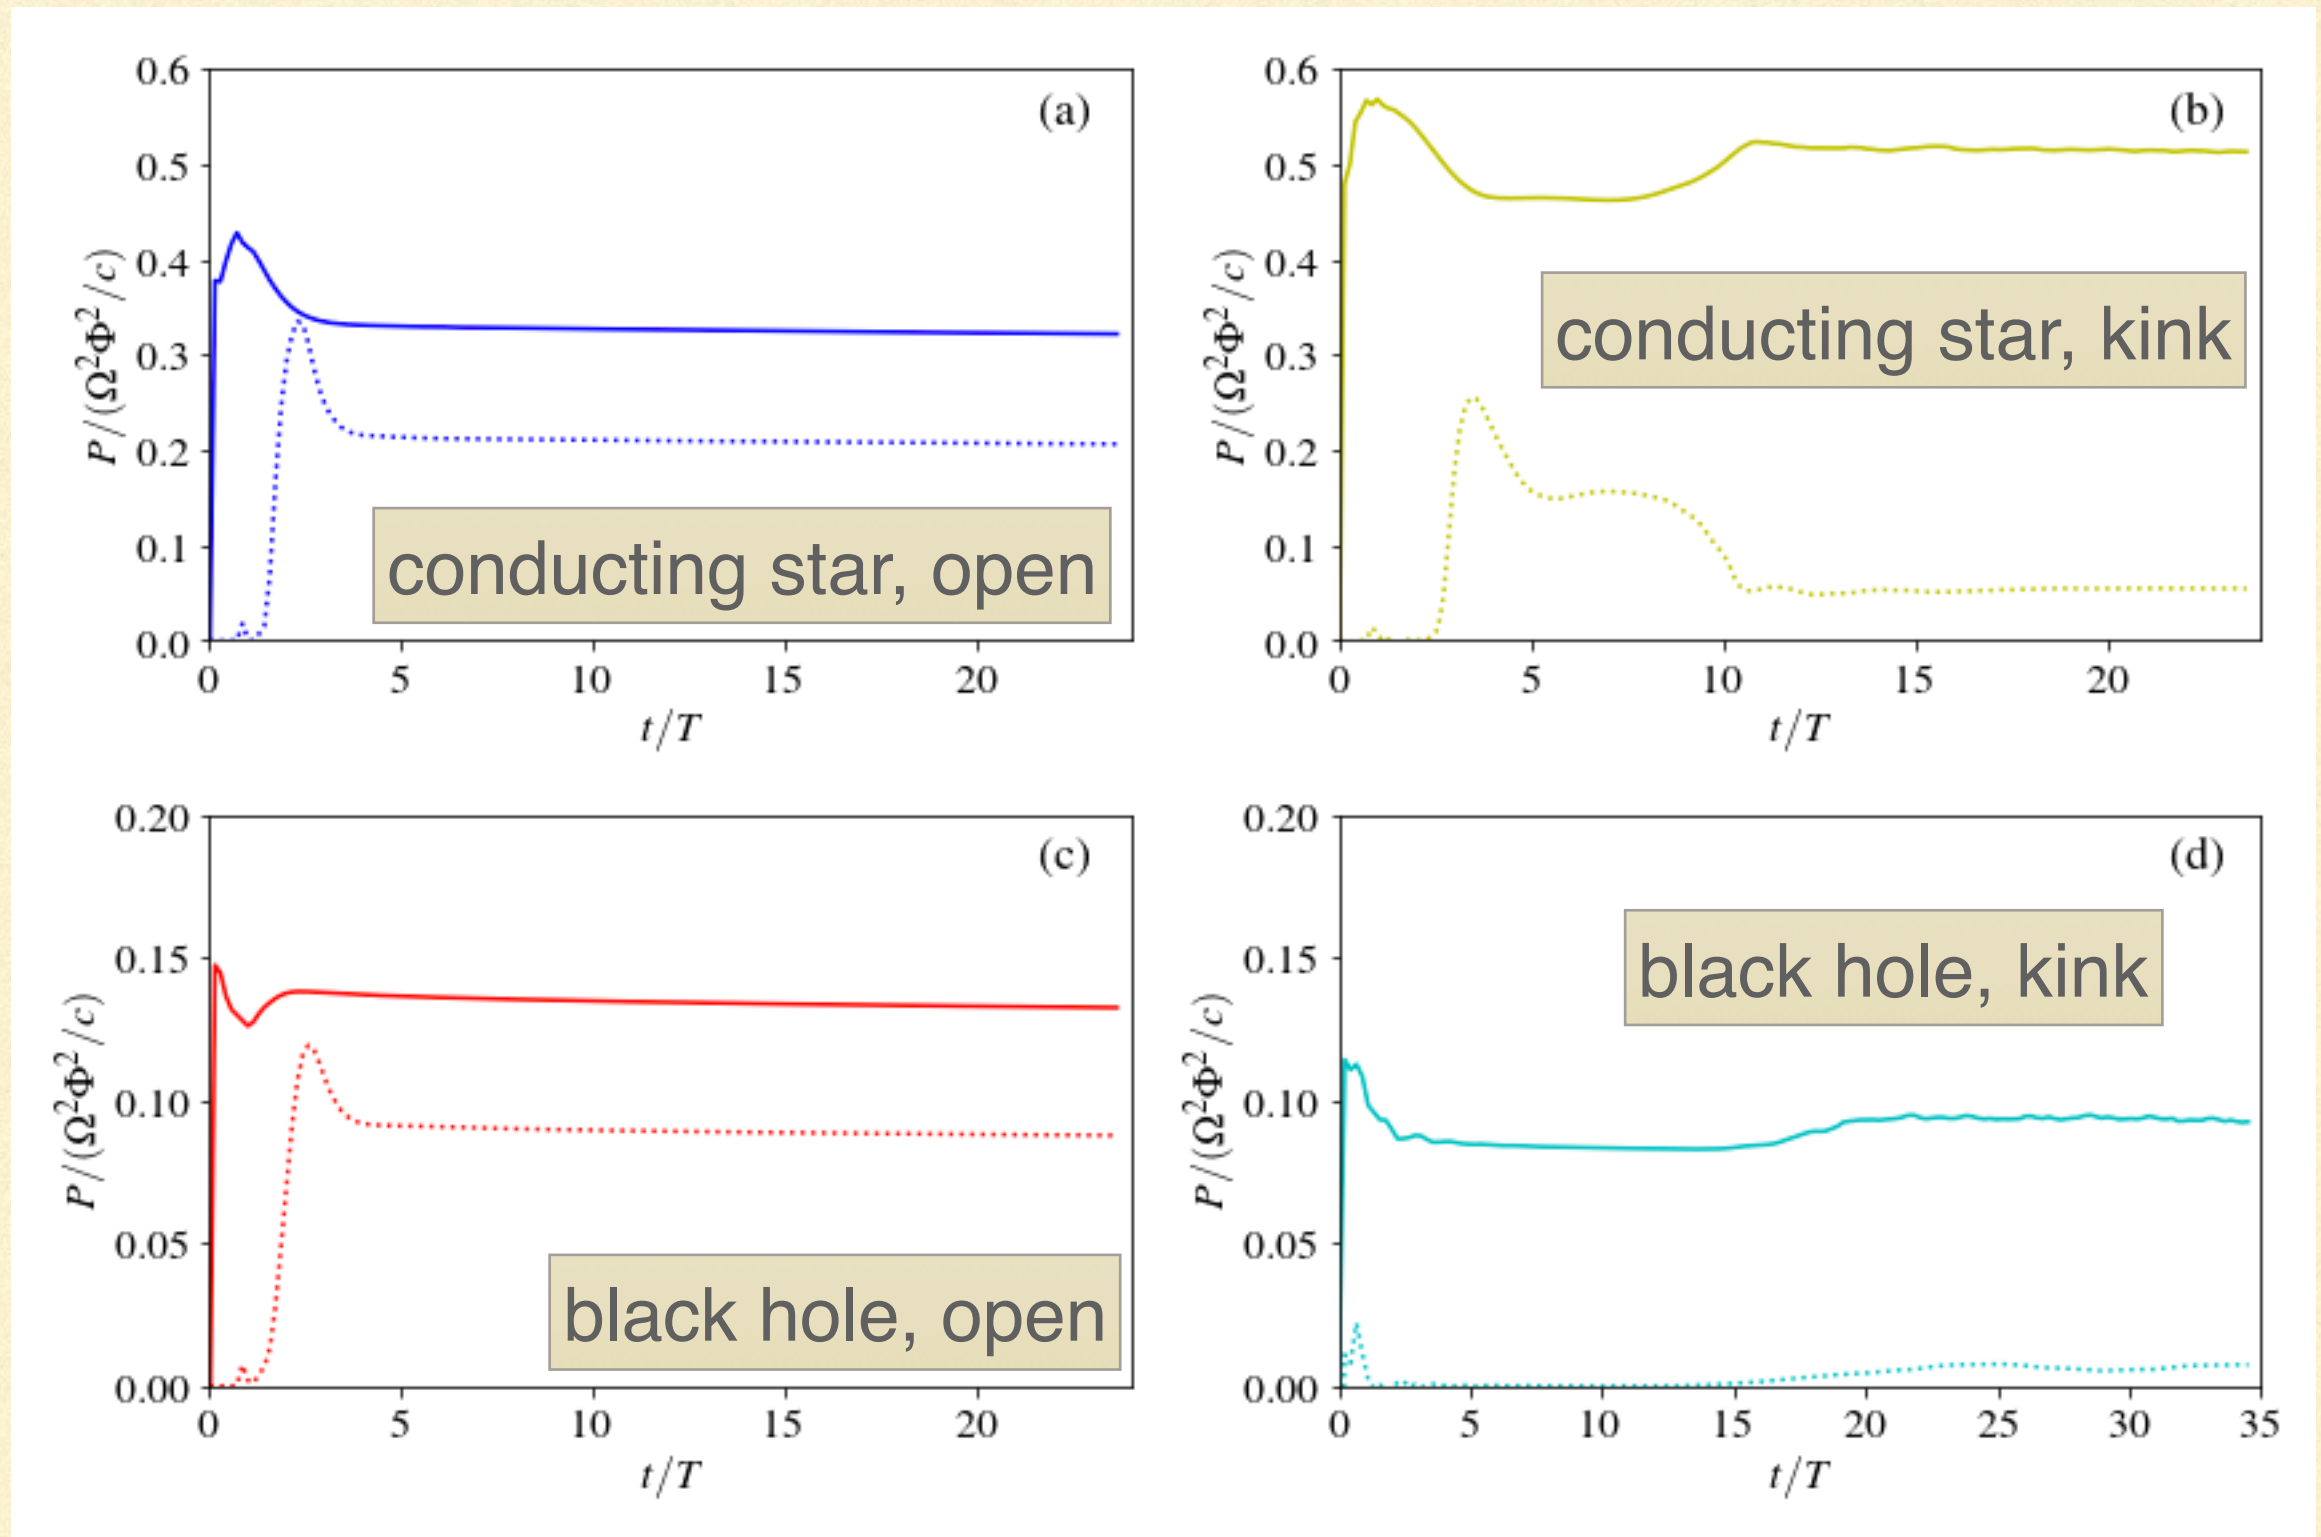 0.6
0.5
0.4
0.3
0.2
0.1
0.0
P/(Ω²Φ²/c)
(a)
conducting star, open
0 5 10 15 20
t/T
0.6
0.5
0.4
0.3
0.2
0.1
0.0
P/(Ω²Φ²/c)
(b)
conducting star, kink
0 5 10 15 20
t/T
0.20
0.15
0.10
0.05
0.00
P/(Ω²Φ²/c)
(c)
black hole, open
0 5 10 15 20
t/T
0.20
0.15
0.10
0.05
0.00
P/(Ω²Φ²/c)
(d)
black hole, kink
0 5 10 15 20 25 30 35
t/T